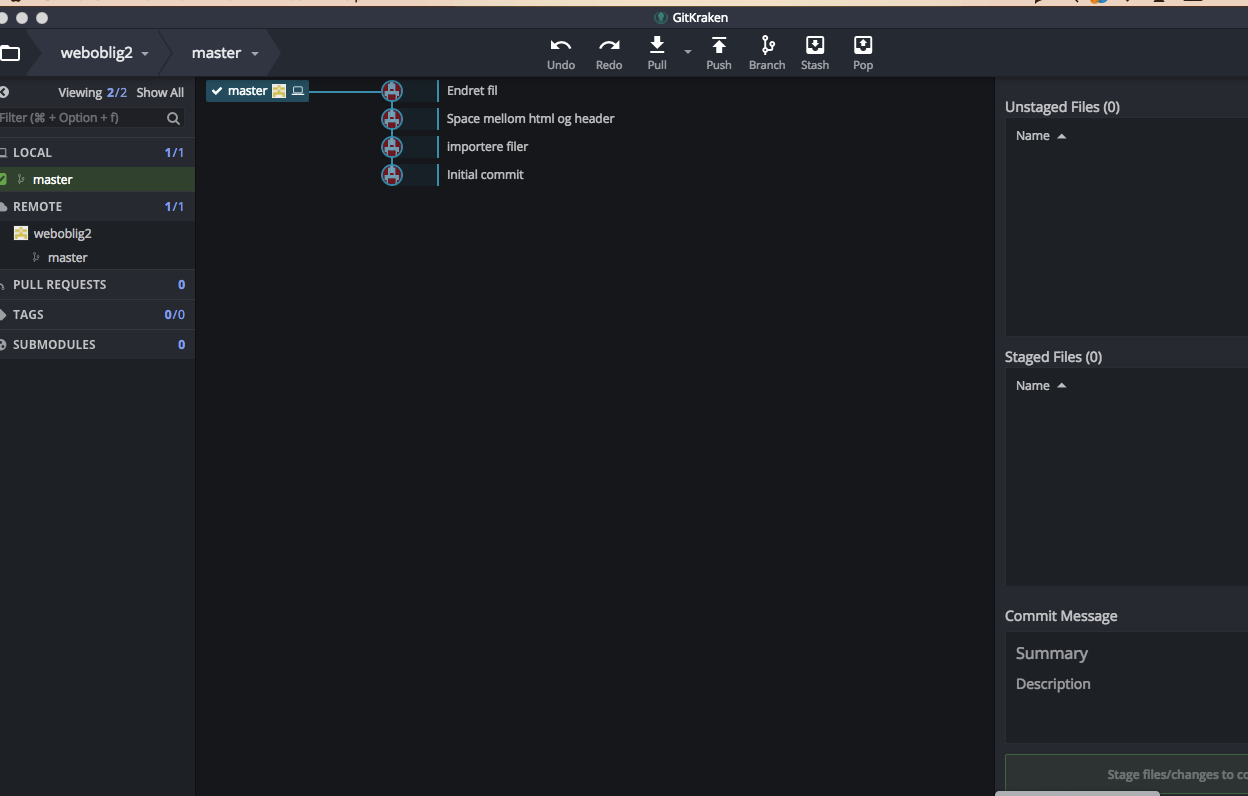 GitKraken
weboblig2
master
Undo
Redo
Pull
Push
Branch
Stash
Pop
Viewing 2/2 Show All
Filter (⌘ + Option + f)
LOCAL 1/1
master
REMOTE 1/1
weboblig2
master
PULL REQUESTS 0
TAGS 0/0
SUBMODULES 0
master
Endret fil
Space mellom html og header
importere filer
Initial commit
Unstaged Files (0)
Name
Staged Files (0)
Name
Commit Message
Summary
Description
Stage files/changes to co